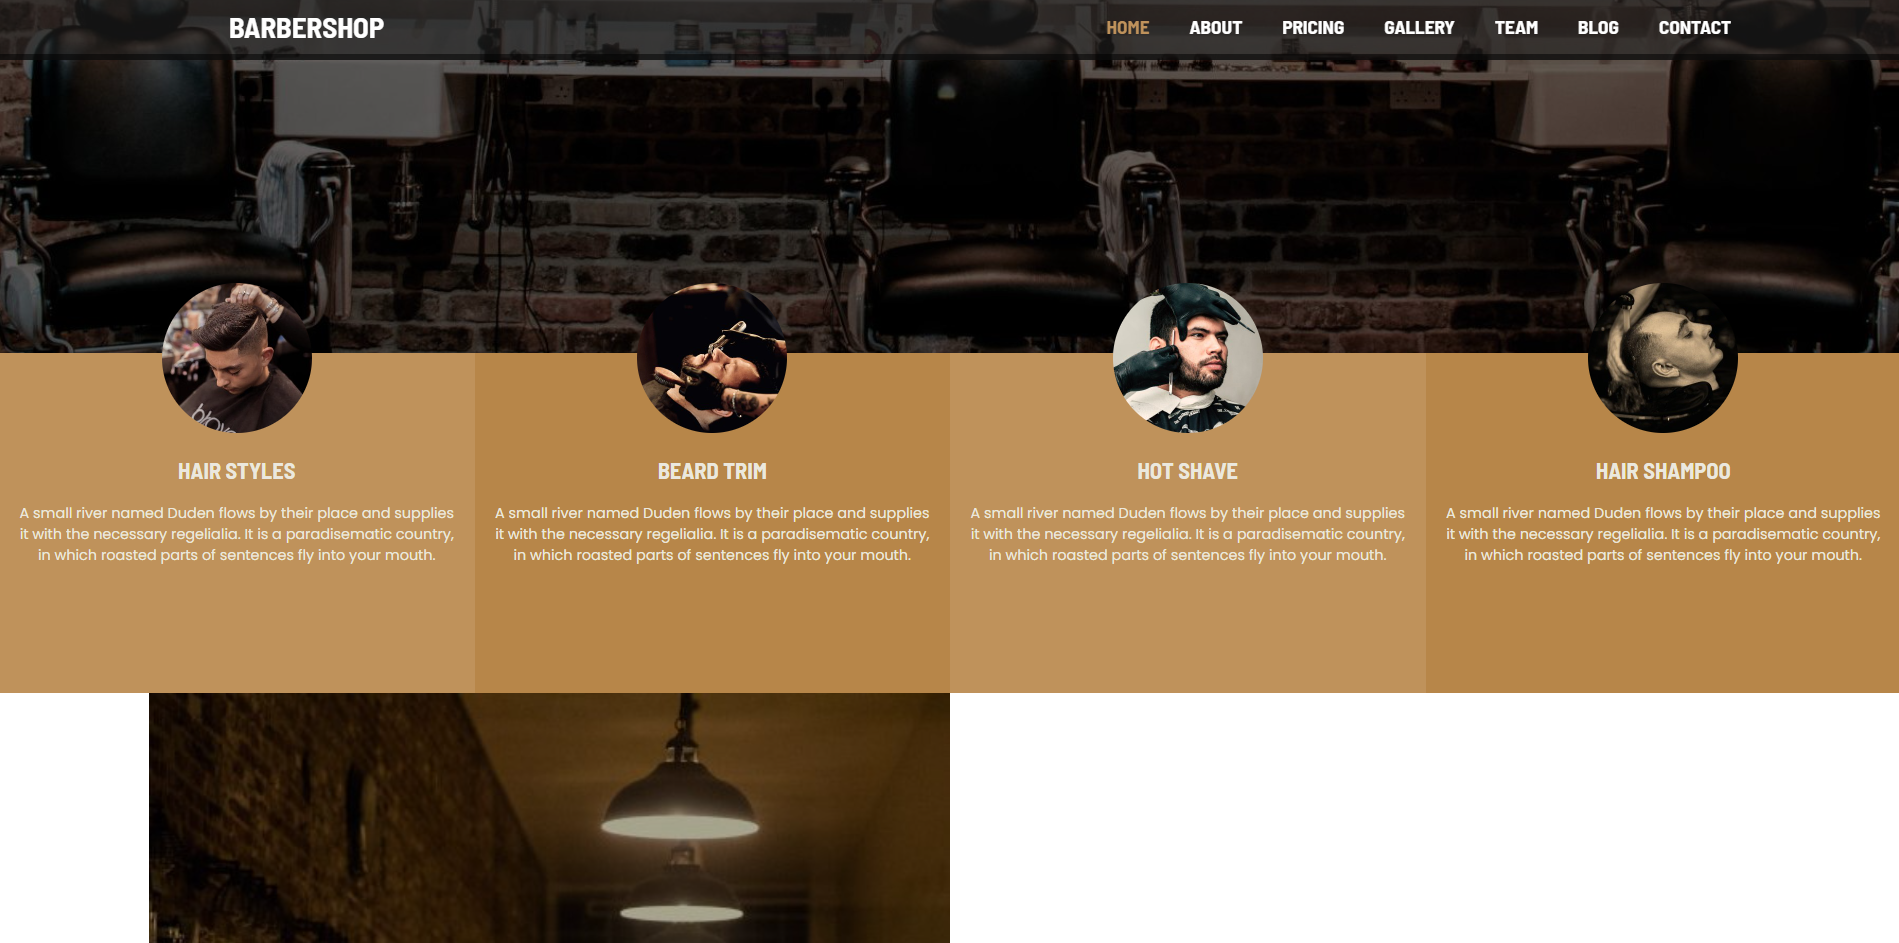 BARBERSHOP
HOME ABOUT PRICING GALLERY TEAM BLOG CONTACT
HAIR STYLES
A small river named Duden flows by their place and supplies
it with the necessary regelialia. It is a paradisematic country,
in which roasted parts of sentences fly into your mouth.
BEARD TRIM
A small river named Duden flows by their place and supplies
it with the necessary regelialia. It is a paradisematic country,
in which roasted parts of sentences fly into your mouth.
HOT SHAVE
A small river named Duden flows by their place and supplies
it with the necessary regelialia. It is a paradisematic country,
in which roasted parts of sentences fly into your mouth.
HAIR SHAMPOO
A small river named Duden flows by their place and supplies
it with the necessary regelialia. It is a paradisematic country,
in which roasted parts of sentences fly into your mouth.